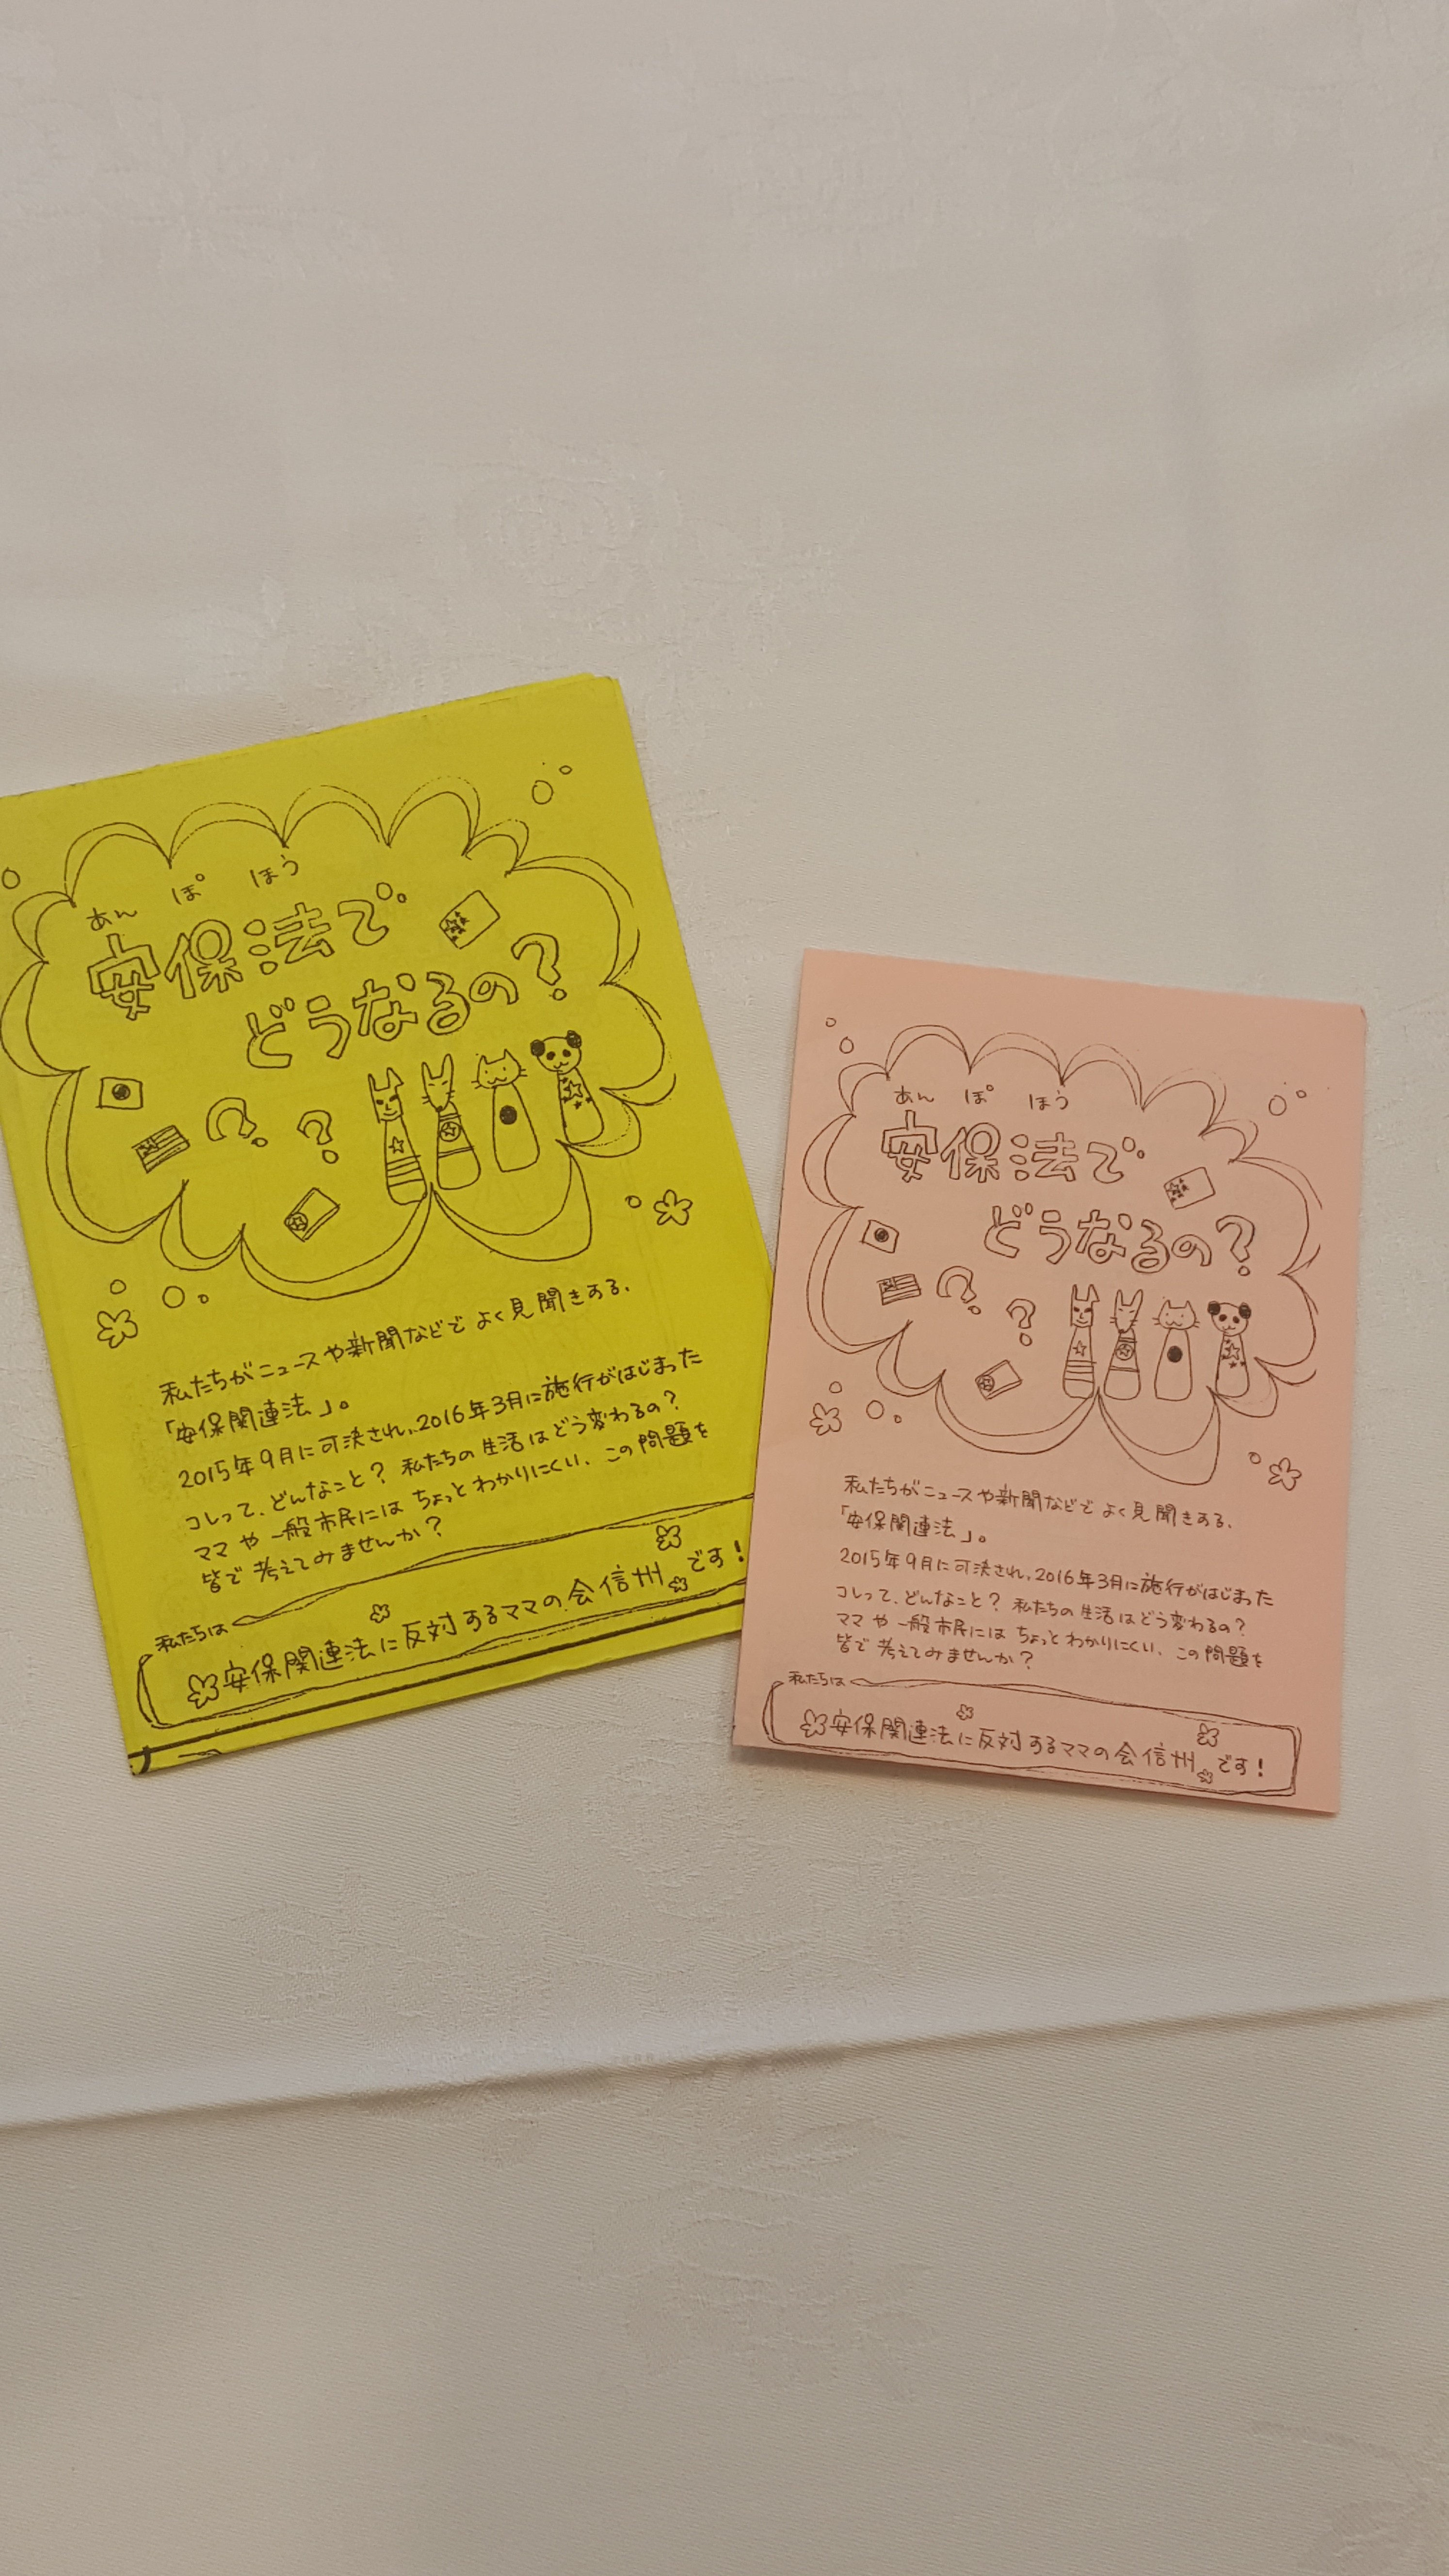 あん ぽ ほう
安保法で
どうなるの?
? ?
私たちがニュースや新聞などでよく見聞きする、
「安保関連法」。
2015年9月に可決され、2016年3月に施行がはじまった
コレって、どんなこと? 私たちの生活はどう変わるの?
ママや一般市民にはちょっとわかりにくい、この問題を
皆で考えてみませんか?
私たちは
安保関連法に反対するママの会信州です!
あん ぽ ほう
安保法で
どうなるの?
? ?
私たちがニュースや新聞などでよく見聞きする、
「安保関連法」。
2015年9月に可決され、2016年3月に施行がはじまった
コレって、どんなこと? 私たちの生活はどう変わるの?
ママや一般市民にはちょっとわかりにくい、この問題を
皆で考えてみませんか?
私たちは
安保関連法に反対するママの会信州です!